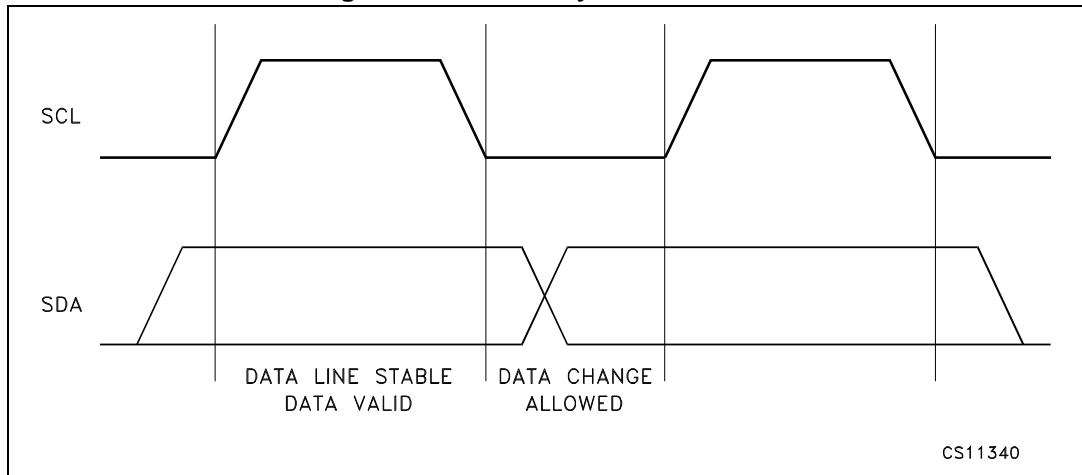 SCL
SDA
DATA LINE STABLE
DATA VALID
DATA CHANGE
ALLOWED
CS11340